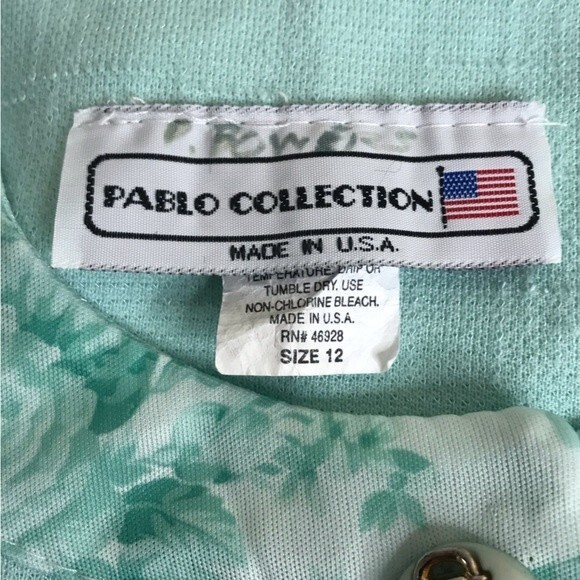 P. Powers
PABLO COLLECTION
MADE IN U.S.A.
TEMPERATURE DRIP OR
TUMBLE DRY. USE
NON-CHLORINE BLEACH.
MADE IN U.S.A.
RN# 46928
SIZE 12